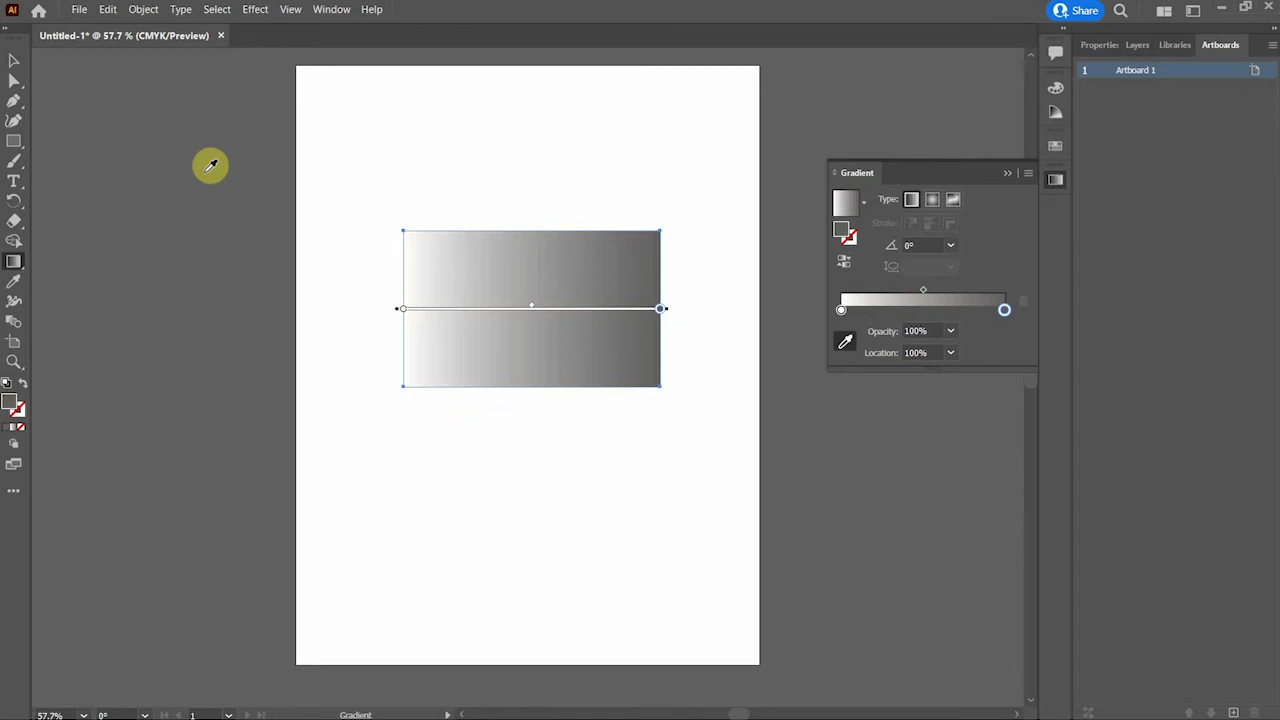 Ai File Edit Object Type Select Effect View Window Help Share
Untitled-1* @ 57.7 % (CMYK/Preview) ×
Properties Layers Libraries Artboards
1 Artboard 1
Gradient
Type:
Stroke:
0°
Opacity: 100%
Location: 100%
T
57.7% 0° 1 Gradient